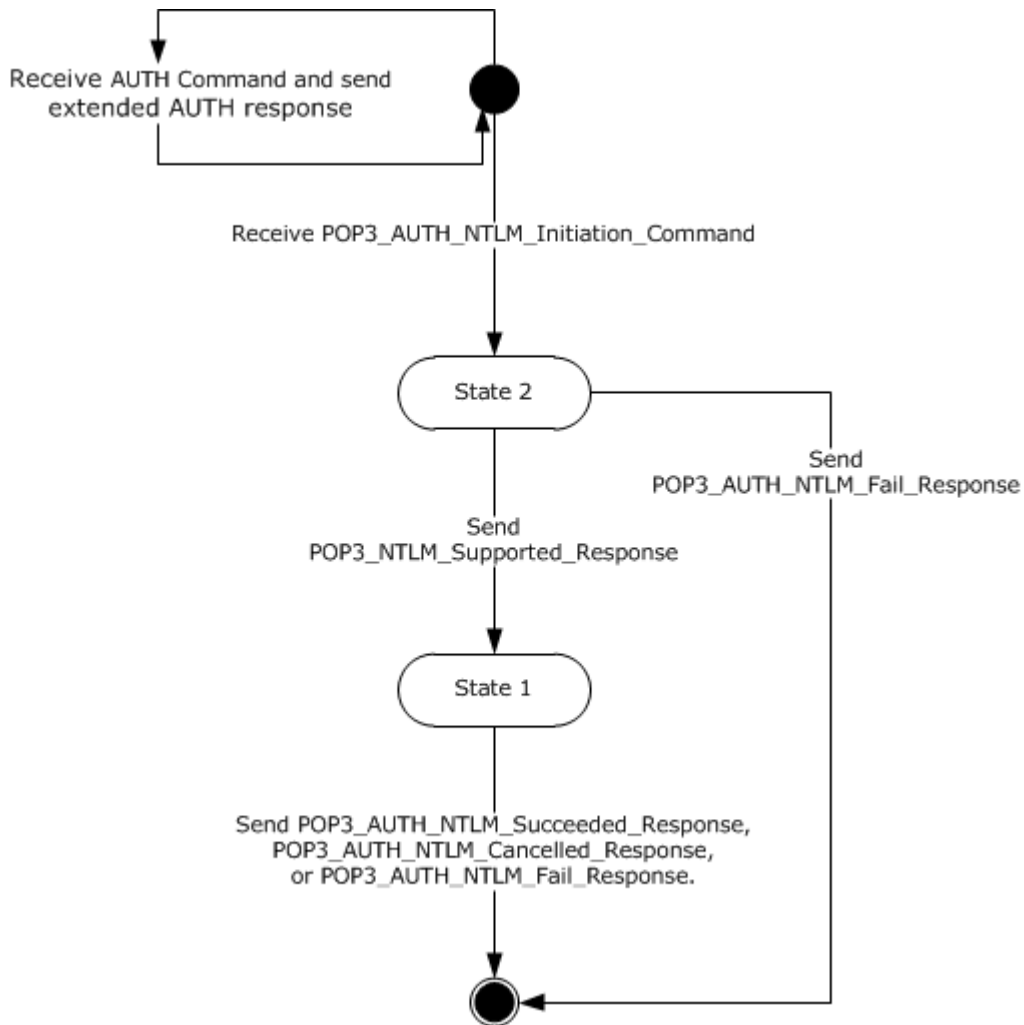 Receive AUTH Command and send
extended AUTH response
Receive POP3_AUTH_NTLM_Initiation_Command
State 2
Send
POP3_AUTH_NTLM_Fail_Response
Send
POP3_NTLM_Supported_Response
State 1
Send POP3_AUTH_NTLM_Succeeded_Response,
POP3_AUTH_NTLM_Cancelled_Response,
or POP3_AUTH_NTLM_Fail_Response.